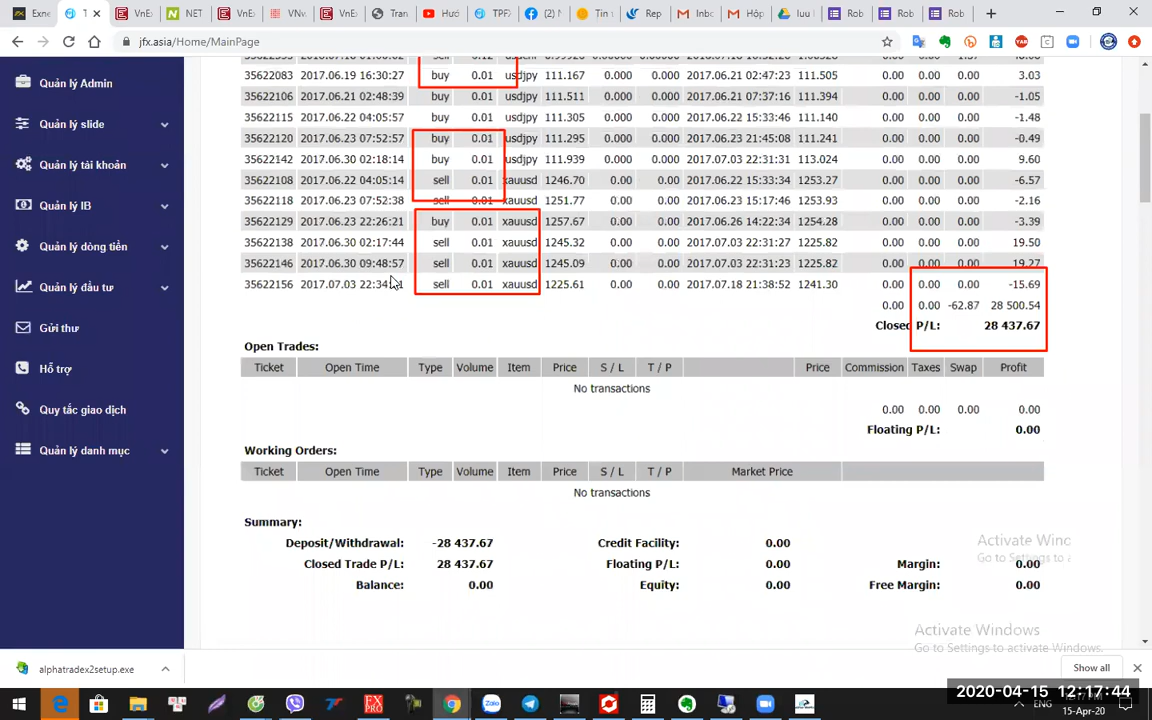 Exne
T
VnE
NET
VnE
VNv
VnE
Tran
Hướ
TPF
(2) N
Tin t
Rep
Inbo
Hộp
luu l
Rob
Rob
Rob
jfx.asia/Home/MainPage
Quản lý Admin
Quản lý slide
Quản lý tài khoản
Quản lý IB
Quản lý dòng tiền
Quản lý đầu tư
Gửi thư
Hỗ trợ
Quy tắc giao dịch
Quản lý danh mục
35622083 2017.06.19 16:30:27 buy 0.01 usdjpy 111.167 0.000 0.000 2017.06.21 02:47:23 111.505 0.00 0.00 0.00 3.03
35622106 2017.06.21 02:48:39 buy 0.01 usdjpy 111.511 0.000 0.000 2017.06.21 07:37:16 111.394 0.00 0.00 0.00 -1.05
35622115 2017.06.22 04:05:57 buy 0.01 usdjpy 111.305 0.000 0.000 2017.06.22 15:33:46 111.140 0.00 0.00 0.00 -1.48
35622120 2017.06.23 07:52:57 buy 0.01 usdjpy 111.295 0.000 0.000 2017.06.23 21:45:08 111.241 0.00 0.00 0.00 -0.49
35622142 2017.06.30 02:18:14 buy 0.01 usdjpy 111.939 0.000 0.000 2017.07.03 22:31:31 113.024 0.00 0.00 0.00 9.60
35622108 2017.06.22 04:05:14 sell 0.01 xauusd 1246.70 0.00 0.00 2017.06.22 15:33:34 1253.27 0.00 0.00 0.00 -6.57
35622118 2017.06.23 07:52:38 sell 0.01 xauusd 1251.77 0.00 0.00 2017.06.23 15:17:46 1253.93 0.00 0.00 0.00 -2.16
35622129 2017.06.23 22:26:21 buy 0.01 xauusd 1257.67 0.00 0.00 2017.06.26 14:22:34 1254.28 0.00 0.00 0.00 -3.39
35622138 2017.06.30 02:17:44 sell 0.01 xauusd 1245.32 0.00 0.00 2017.07.03 22:31:27 1225.82 0.00 0.00 0.00 19.50
35622146 2017.06.30 09:48:57 sell 0.01 xauusd 1245.09 0.00 0.00 2017.07.03 22:31:23 1225.82 0.00 0.00 0.00 19.27
35622156 2017.07.03 sell 0.01 xauusd 1225.61 0.00 0.00 2017.07.18 21:38:52 1241.30 0.00 0.00 0.00 -15.69
0.00 0.00 -62.87 28 500.54
Closed P/L: 28 437.67
Open Trades:
Ticket Open Time Type Volume Item Price S / L T / P Price Commission Taxes Swap Profit
No transactions
0.00 0.00 0.00 0.00
Floating P/L: 0.00
Working Orders:
Ticket Open Time Type Volume Item Price S / L T / P Market Price
No transactions
Summary:
Deposit/Withdrawal: -28 437.67 Credit Facility: 0.00
Closed Trade P/L: 28 437.67 Floating P/L: 0.00 Margin: 0.00
Balance: 0.00 Equity: 0.00 Free Margin: 0.00
Activate Winc
Go to Settings to a
Activate Windows
Go to Settings to activate Windows.
alphatradex2setup.exe
Show all
2020-04-15 12:17:44
ENG
15-Apr-20